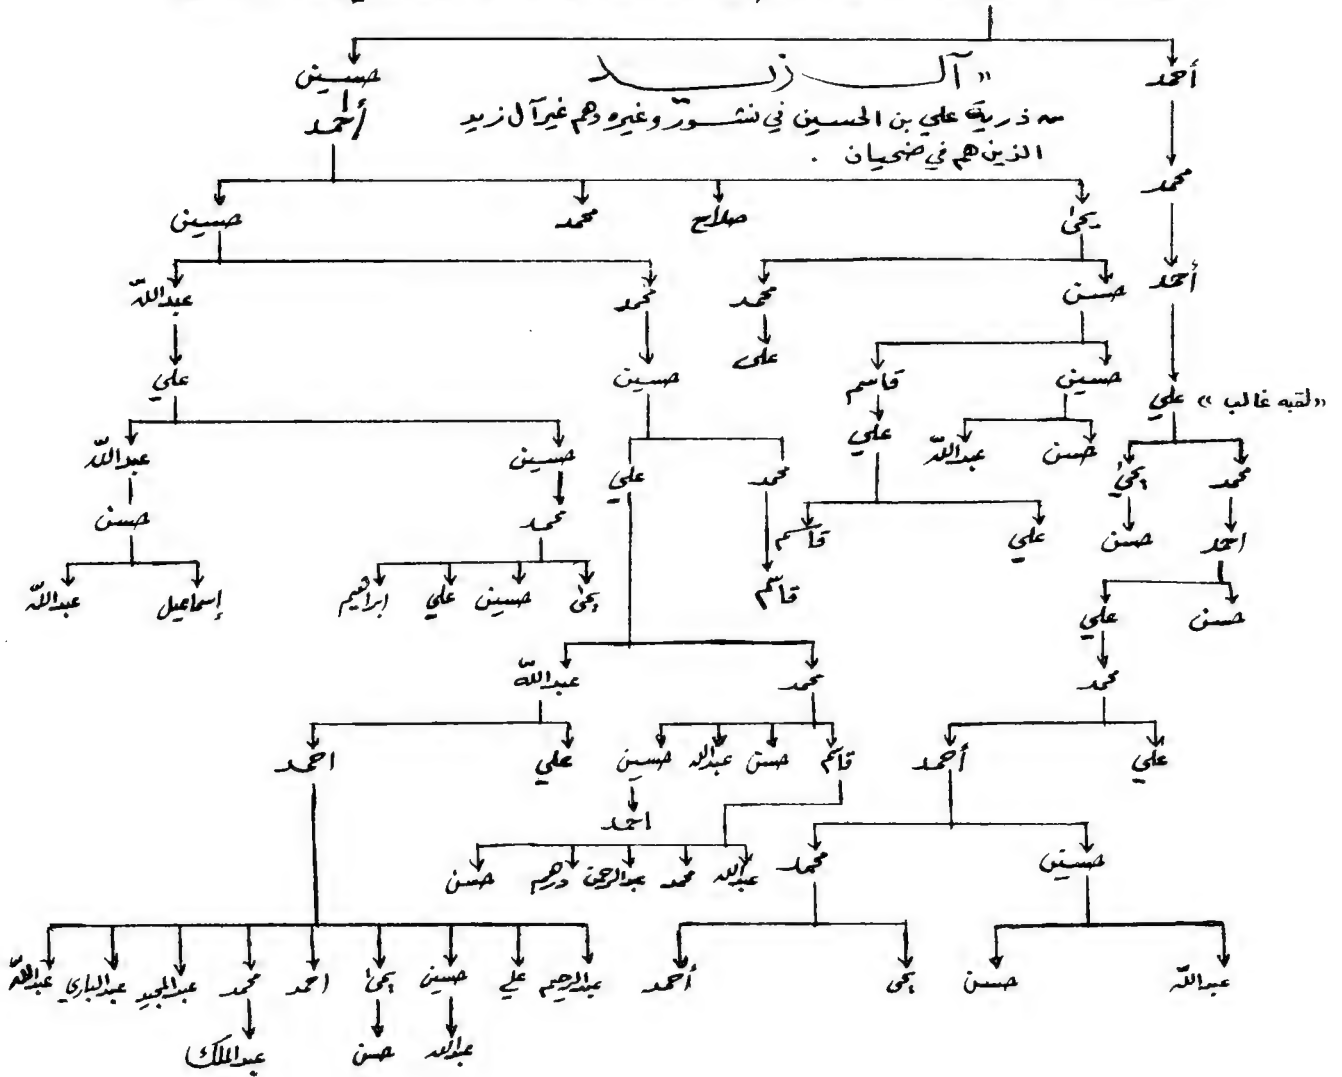 أحمد حسين
«آل زيد
من ذرية علي بن الحسين في نشور وغيره وهم غير آل زيد
الذين هم في ضحيان .
أحمد
محمد
يحيى صلاح محمد حسين
أحمد حسن محمد محمد عبدالله
علي
حسين قاسم حسين علي
علي «لقبه غالب»
محمد يحيى حسن عبدالله علي محمد علي حسين عبدالله
احمد حسن علي قاسم محمد حسن
يحيى حسين علي ابراهيم إسماعيل عبدالله
قاسم
حسن علي
محمد محمد عبدالله
علي أحمد قاسم حسن عبدالله حسين علي احمد
احمد
حسين محمد عبدالله محمد عبدالرحمن درهم حسن
عبدالله حسن يحيى أحمد عبدالرحيم علي حسين يحيى احمد محمد عبدالمجيد عبدالباري عبدالله
عبدالله حسن عبدالملك